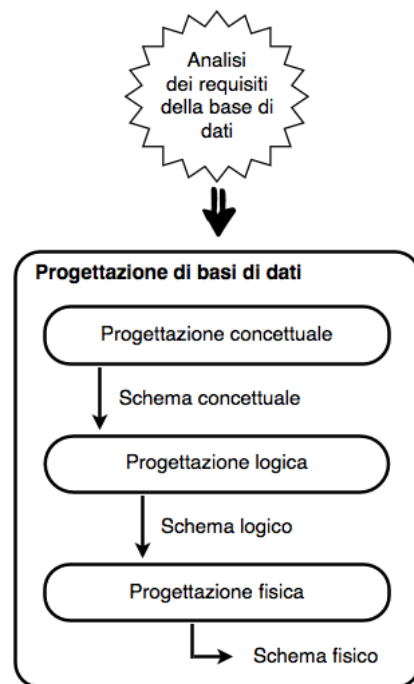 Analisi
dei requisiti
della base di
dati
Progettazione di basi di dati
Progettazione concettuale
Schema concettuale
Progettazione logica
Schema logico
Progettazione fisica
Schema fisico